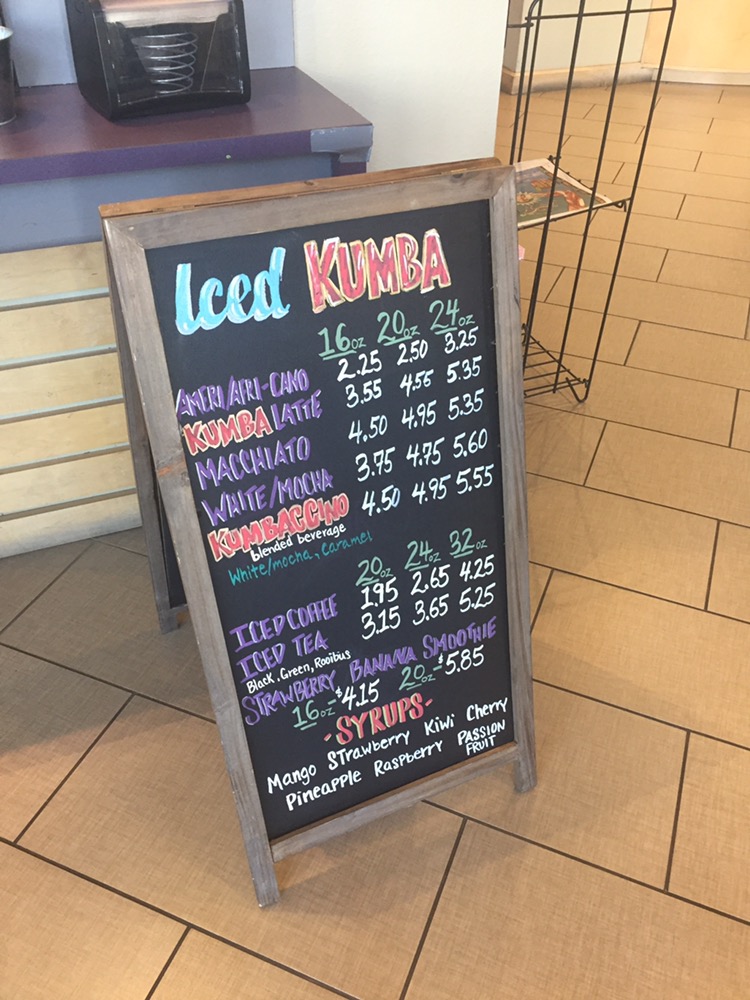 Iced KUMBA
16oz 20oz 24oz
AMERI/AFRI-CANO 2.25 2.50 3.25
KUMBA LATTE 3.55 4.55 5.35
MACCHIATO 4.50 4.95 5.35
WHITE/MOCHA 3.75 4.75 5.60
KUMBACCINO 4.50 4.95 5.55
blended beverage
White/mocha, Caramel
20oz 24oz 32oz
ICED COFFEE 1.95 2.65 4.25
ICED TEA 3.15 3.65 5.25
Black, Green, Rooibus
STRAWBERRY BANANA SMOOTHIE
16oz-$4.15 20oz-$5.85
-SYRUPS-
Mango Strawberry Kiwi Cherry
Pineapple Raspberry PASSION FRUIT